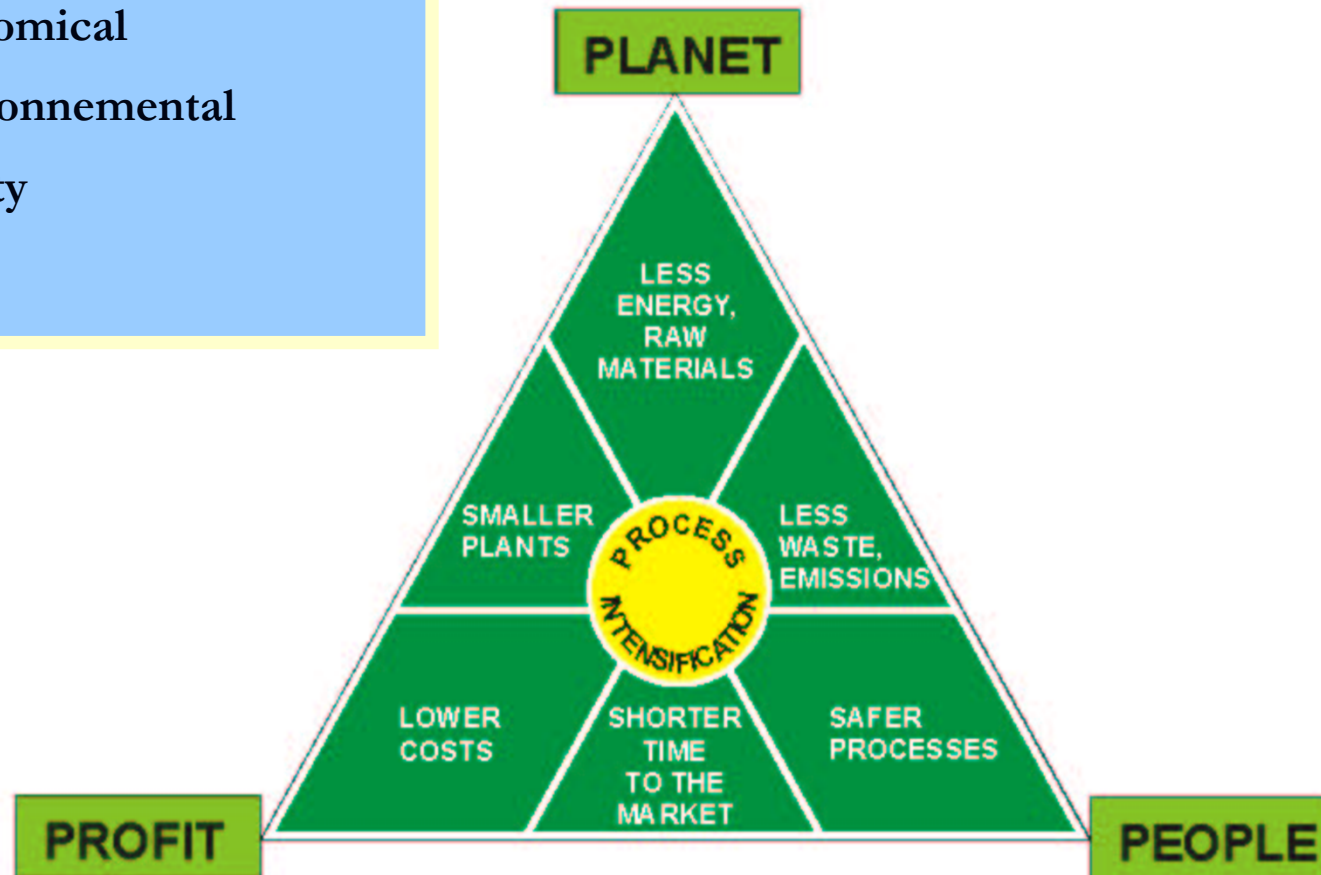 omical
onnemental
ty
PLANET
LESS
ENERGY,
RAW
MATERIALS
SMALLER
PLANTS
PROCESS
INTENSIFICATION
LESS
WASTE,
EMISSIONS
LOWER
COSTS
SHORTER
TIME
TO THE
MARKET
SAFER
PROCESSES
PROFIT
PEOPLE